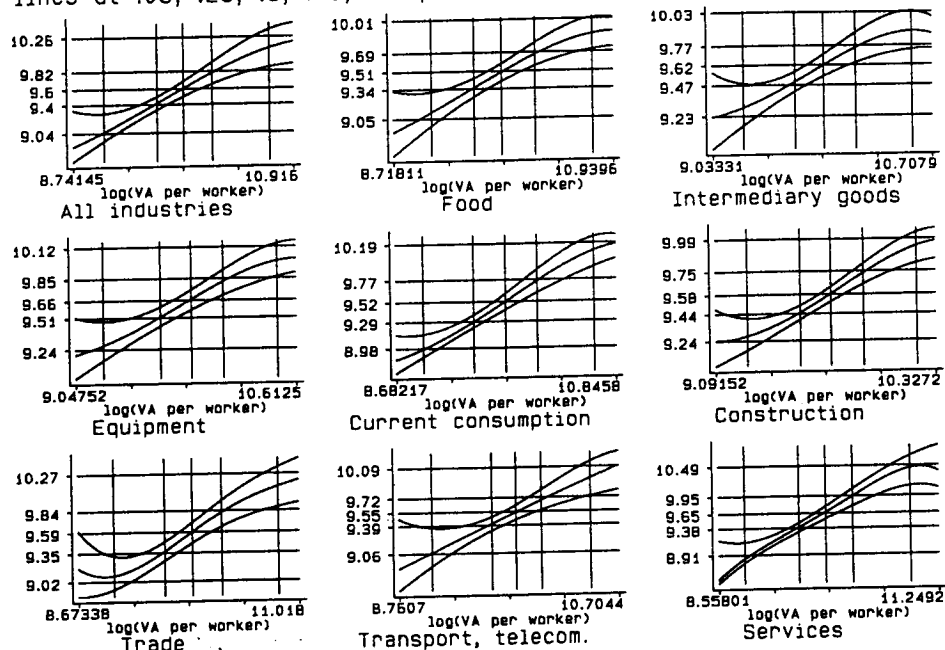 10.26 10.01 10.03
9.82 9.69 9.77
9.6 9.51 9.62
9.4 9.34 9.47
9.04 9.05 9.23
8.74145 10.916 8.71811 10.9396 9.03331 10.7079
log(VA per worker) log(VA per worker) log(VA per worker)
All industries Food Intermediary goods
10.12 10.19 9.99
9.85 9.77 9.75
9.66 9.52 9.58
9.51 9.29 9.44
9.24 8.98 9.24
9.04752 10.6125 8.68217 10.8458 9.09152 10.3272
log(VA per worker) log(VA per worker) log(VA per worker)
Equipment Current consumption Construction
10.27 10.09 10.49
9.84 9.72 9.95
9.59 9.55 9.65
9.35 9.39 9.38
9.02 9.06 8.91
8.67338 11.018 8.7607 10.7044 8.55801 11.2492
log(VA per worker) log(VA per worker) log(VA per worker)
Trade Transport, telecom. Services